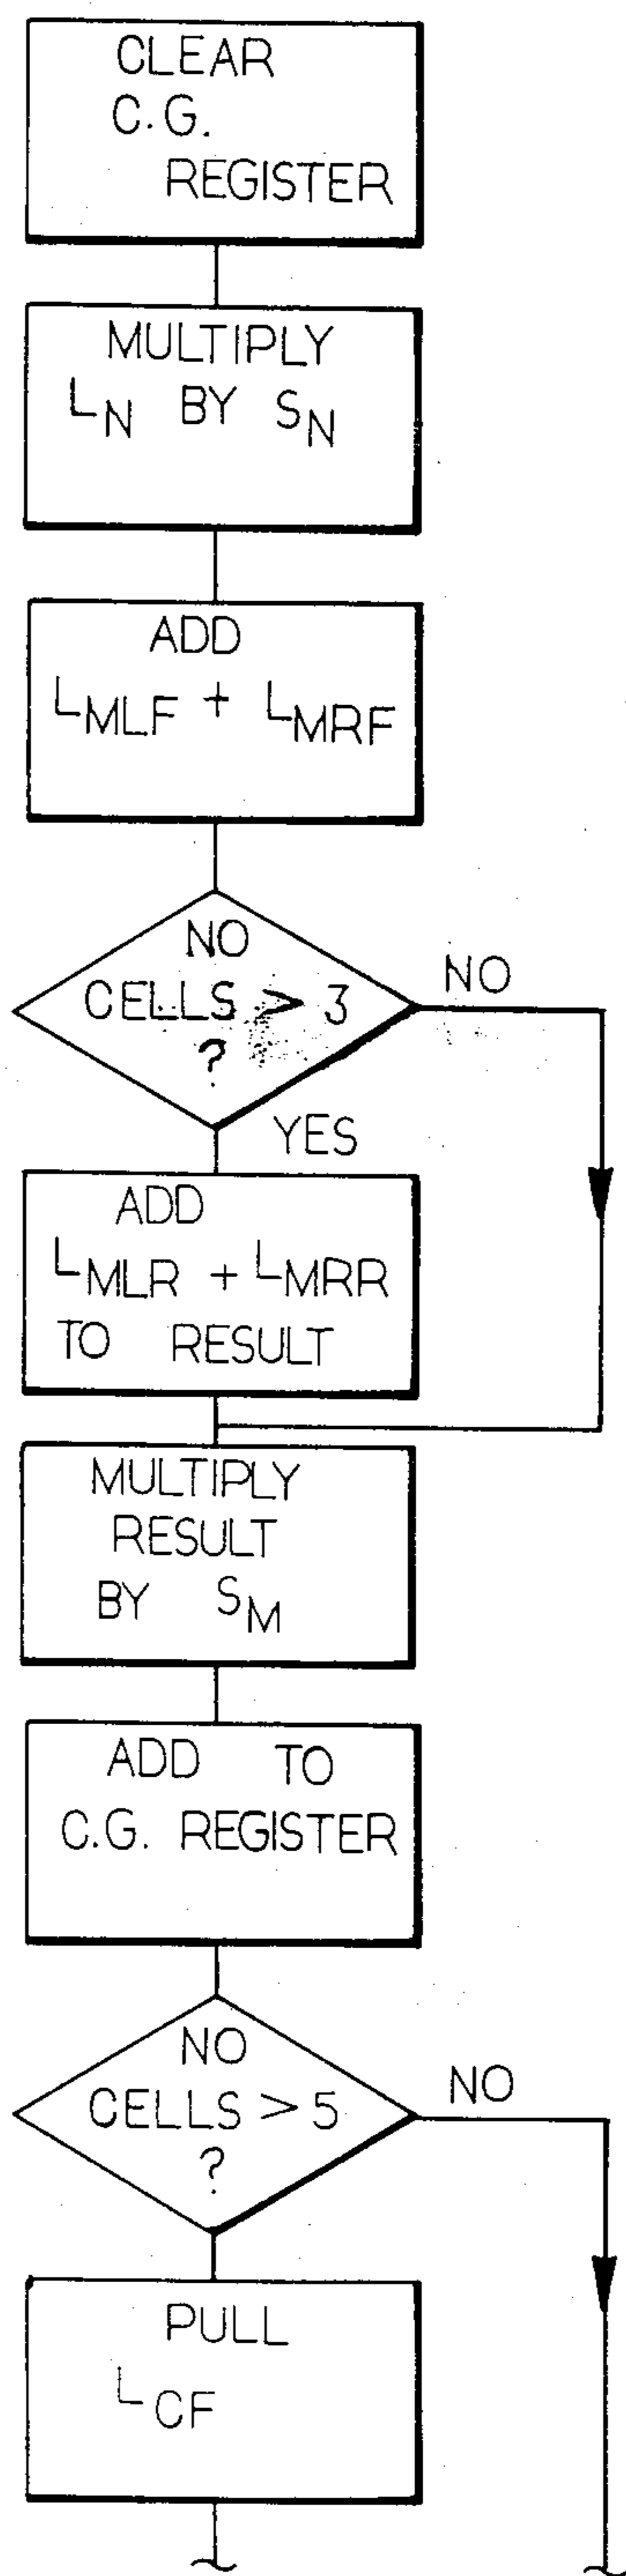 CLEAR
C.G.
REGISTER
MULTIPLY
LN BY SN
ADD
LMLF + LMRF
NO
CELLS > 3
?
NO
YES
ADD
LMLR + LMRR
TO RESULT
MULTIPLY
RESULT
BY SM
ADD TO
C.G. REGISTER
NO
CELLS > 5
?
NO
PULL
LCF